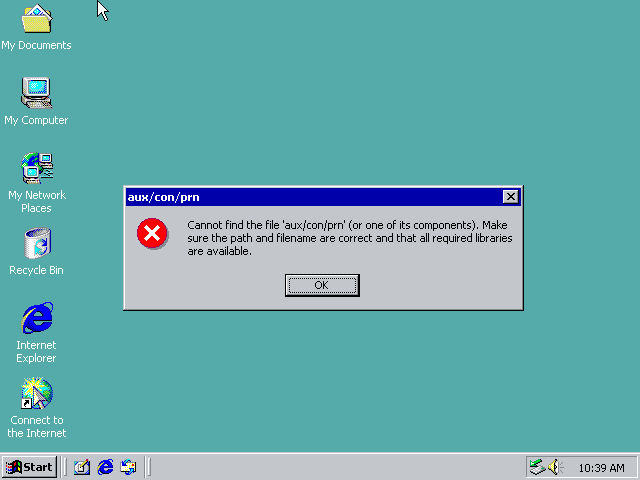 My Documents
My Computer
My Network
Places
Recycle Bin
Internet
Explorer
Connect to
the Internet
aux/con/prn
Cannot find the file 'aux/con/prn' (or one of its components). Make
sure the path and filename are correct and that all required libraries
are available.
OK
Start
10:39 AM